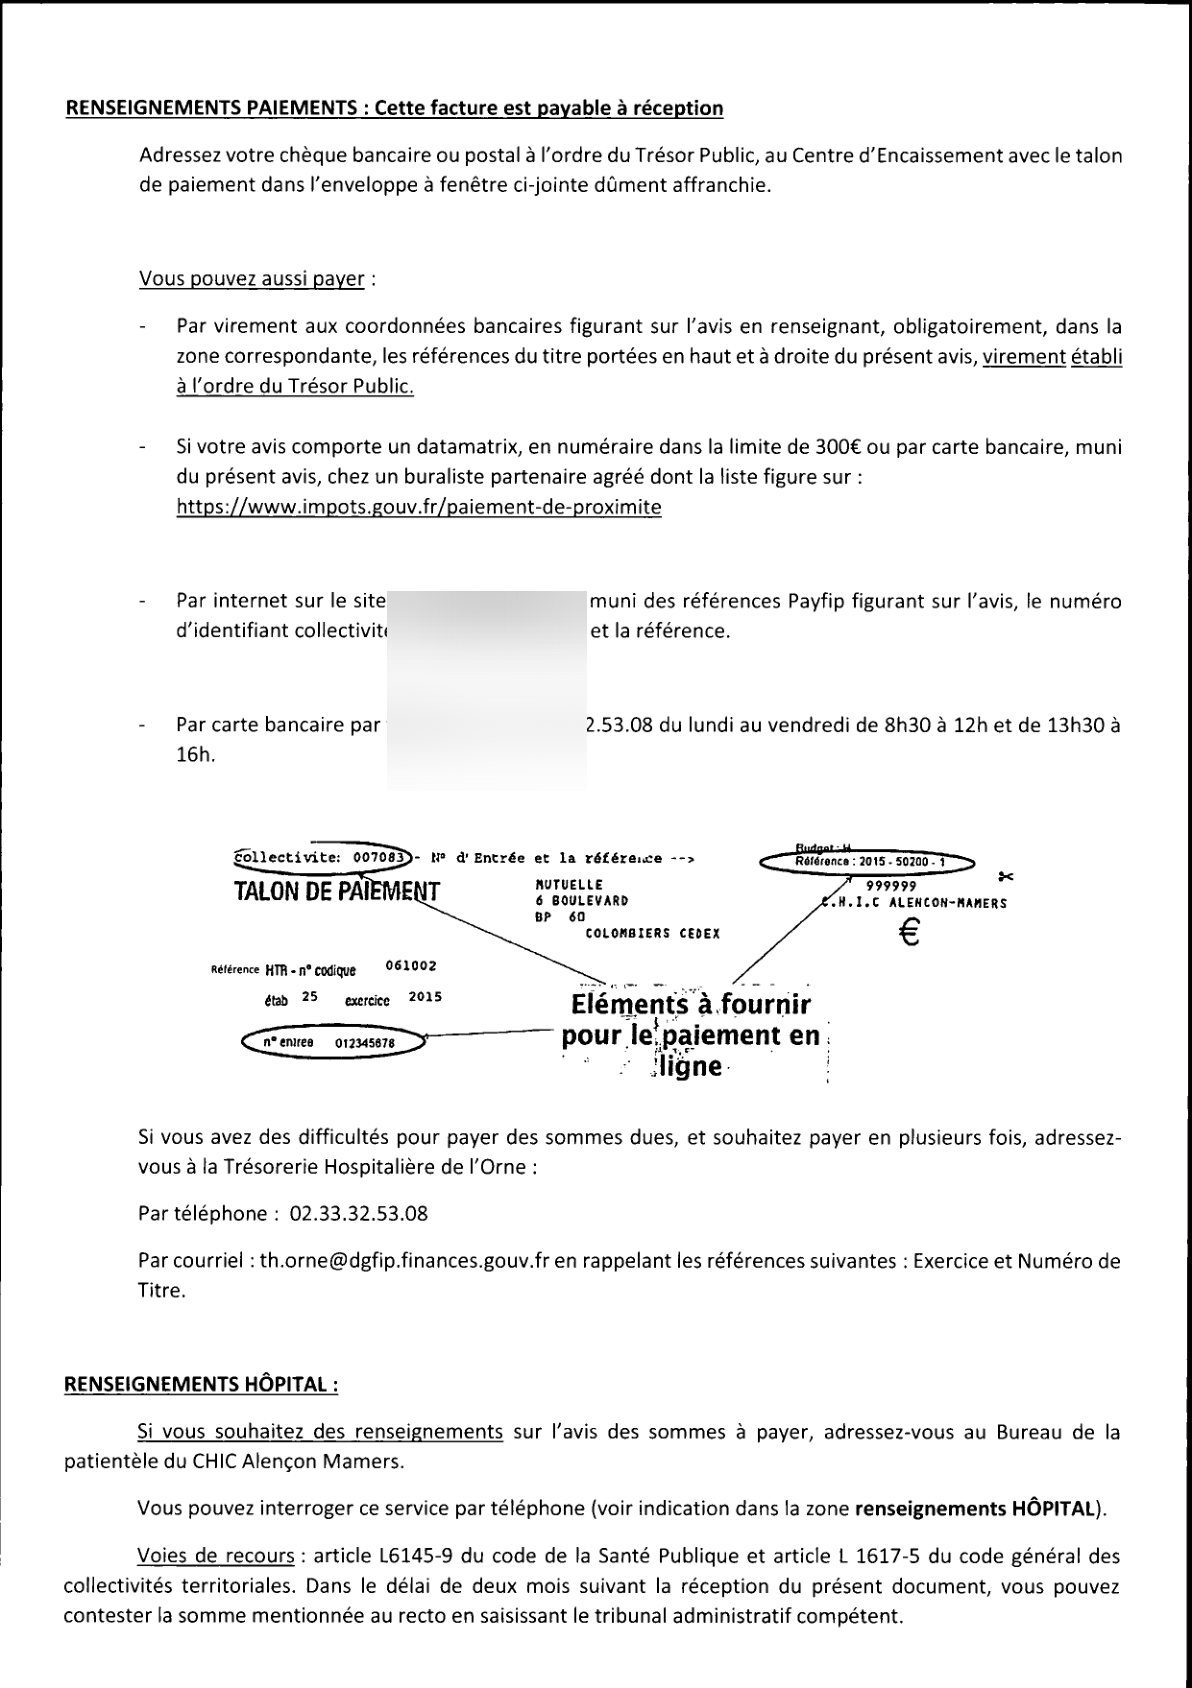 RENSEIGNEMENTS PAIEMENTS : Cette facture est payable à réception
Adressez votre chèque bancaire ou postal à l'ordre du Trésor Public, au Centre d'Encaissement avec le talon
de paiement dans l'enveloppe à fenêtre ci-jointe dûment affranchie.
Vous pouvez aussi payer :
- Par virement aux coordonnées bancaires figurant sur l'avis en renseignant, obligatoirement, dans la
zone correspondante, les références du titre portées en haut et à droite du présent avis, virement établi
à l'ordre du Trésor Public.
- Si votre avis comporte un datamatrix, en numéraire dans la limite de 300€ ou par carte bancaire, muni
du présent avis, chez un buraliste partenaire agréé dont la liste figure sur :
https://www.impots.gouv.fr/paiement-de-proximite
- Par internet sur le site muni des références Payfip figurant sur l'avis, le numéro
d'identifiant et la référence.
- Par carte bancaire par 2.53.08 du lundi au vendredi de 8h30 à 12h et de 13h30 à
16h.
collectivite: 007083 - N° d'Entrée et la référence -->
Budget : H
Référence : 2015 - 50200 - 1
TALON DE PAIEMENT
MUTUELLE
6 BOULEVARD
BP 60
COLOMBIERS CEDEX
999999
C.H.I.C ALENCON-MAMERS
€
Référence HTR - n° codique 061002
étab 25 exercice 2015
n° entree 012345678
Eléments à fournir
pour le paiement en
ligne
Si vous avez des difficultés pour payer des sommes dues, et souhaitez payer en plusieurs fois, adressez-
vous à la Trésorerie Hospitalière de l'Orne :
Par téléphone : 02.33.32.53.08
Par courriel : th.orne@dgfip.finances.gouv.fr en rappelant les références suivantes : Exercice et Numéro de
Titre.
RENSEIGNEMENTS HÔPITAL :
Si vous souhaitez des renseignements sur l'avis des sommes à payer, adressez-vous au Bureau de la
patientèle du CHIC Alençon Mamers.
Vous pouvez interroger ce service par téléphone (voir indication dans la zone renseignements HÔPITAL).
Voies de recours : article L6145-9 du code de la Santé Publique et article L 1617-5 du code général des
collectivités territoriales. Dans le délai de deux mois suivant la réception du présent document, vous pouvez
contester la somme mentionnée au recto en saisissant le tribunal administratif compétent.